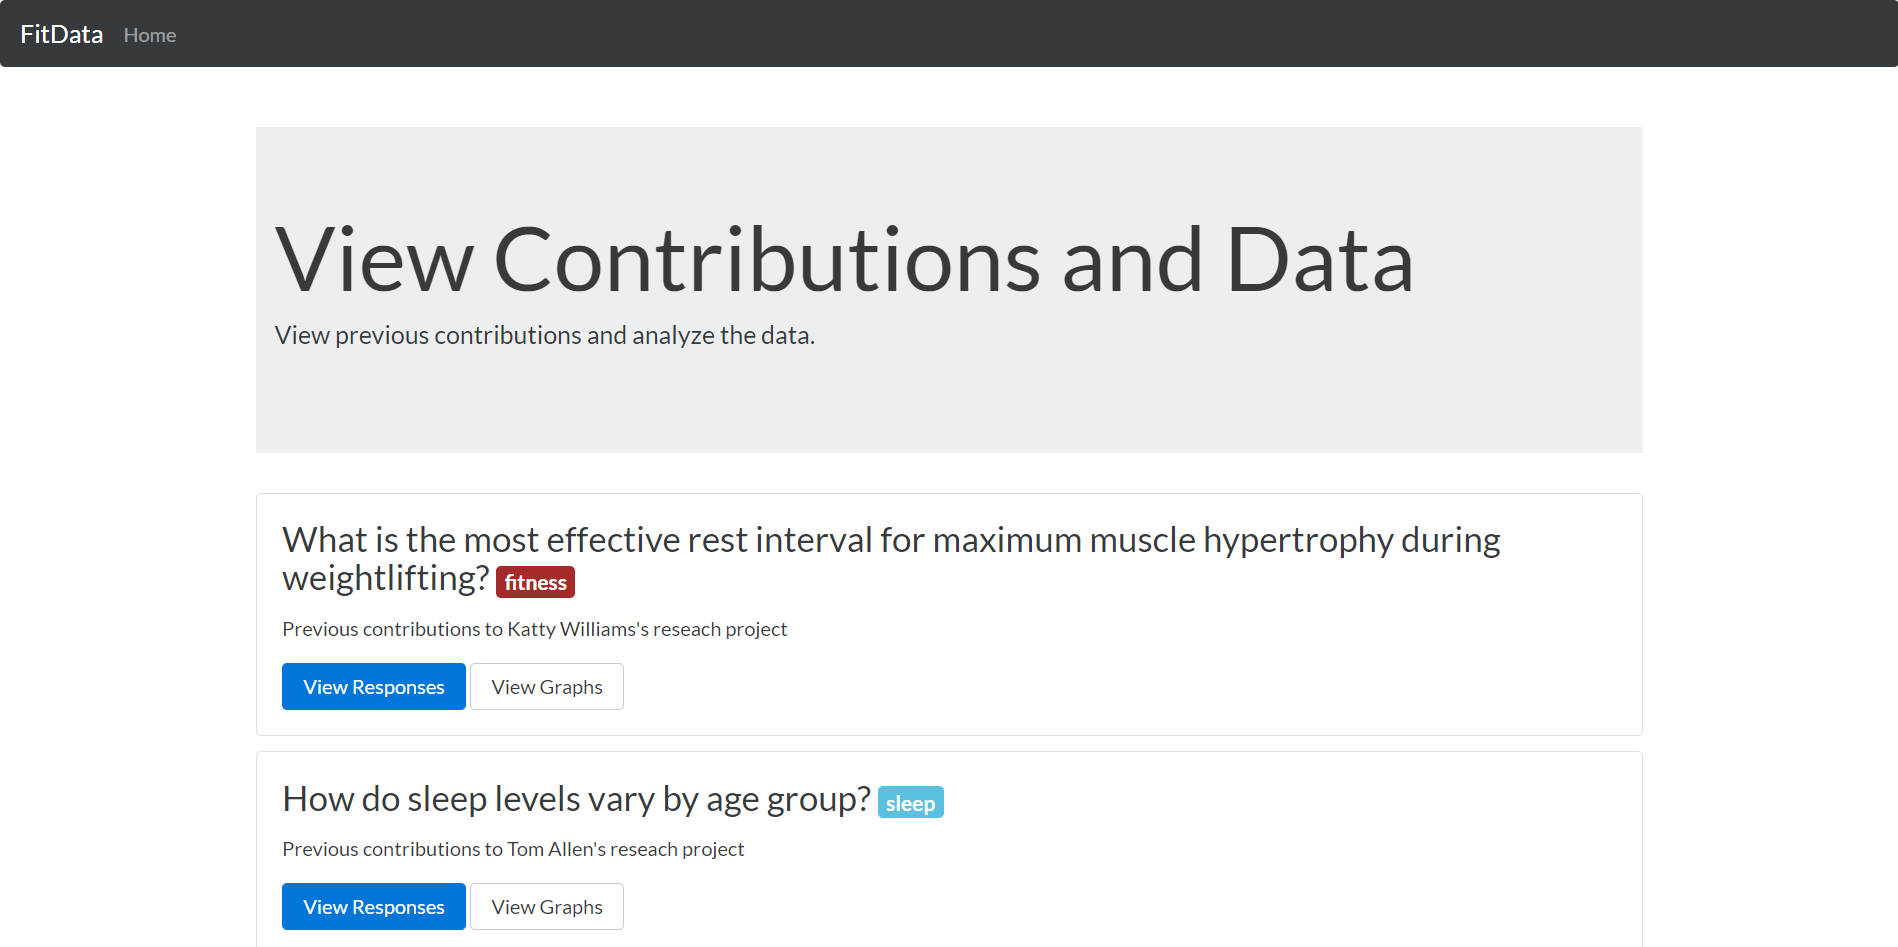 FitData Home
View Contributions and Data
View previous contributions and analyze the data.
What is the most effective rest interval for maximum muscle hypertrophy during
weightlifting? fitness
Previous contributions to Katty Williams's reseach project
View Responses View Graphs
How do sleep levels vary by age group? sleep
Previous contributions to Tom Allen's reseach project
View Responses View Graphs